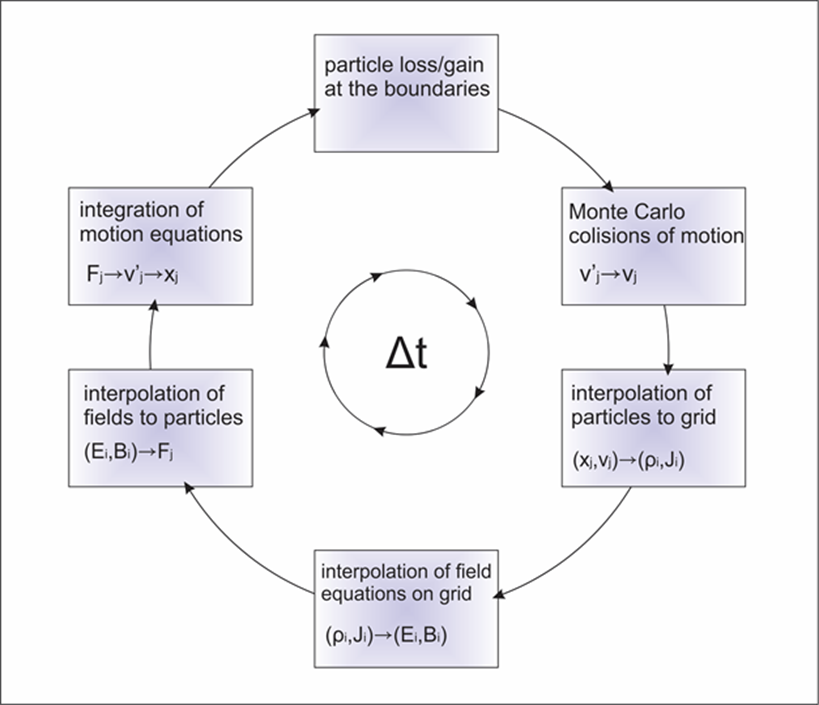 particle loss/gain
at the boundaries
Monte Carlo
colisions of motion
v'ⱼ→vⱼ
interpolation of
particles to grid
(xⱼ,vⱼ)→(ρᵢ,Jᵢ)
interpolation of field
equations on grid
(ρᵢ,Jᵢ)→(Eᵢ,Bᵢ)
interpolation of
fields to particles
(Eᵢ,Bᵢ)→Fⱼ
integration of
motion equations
Fⱼ→v'ⱼ→xⱼ
Δt